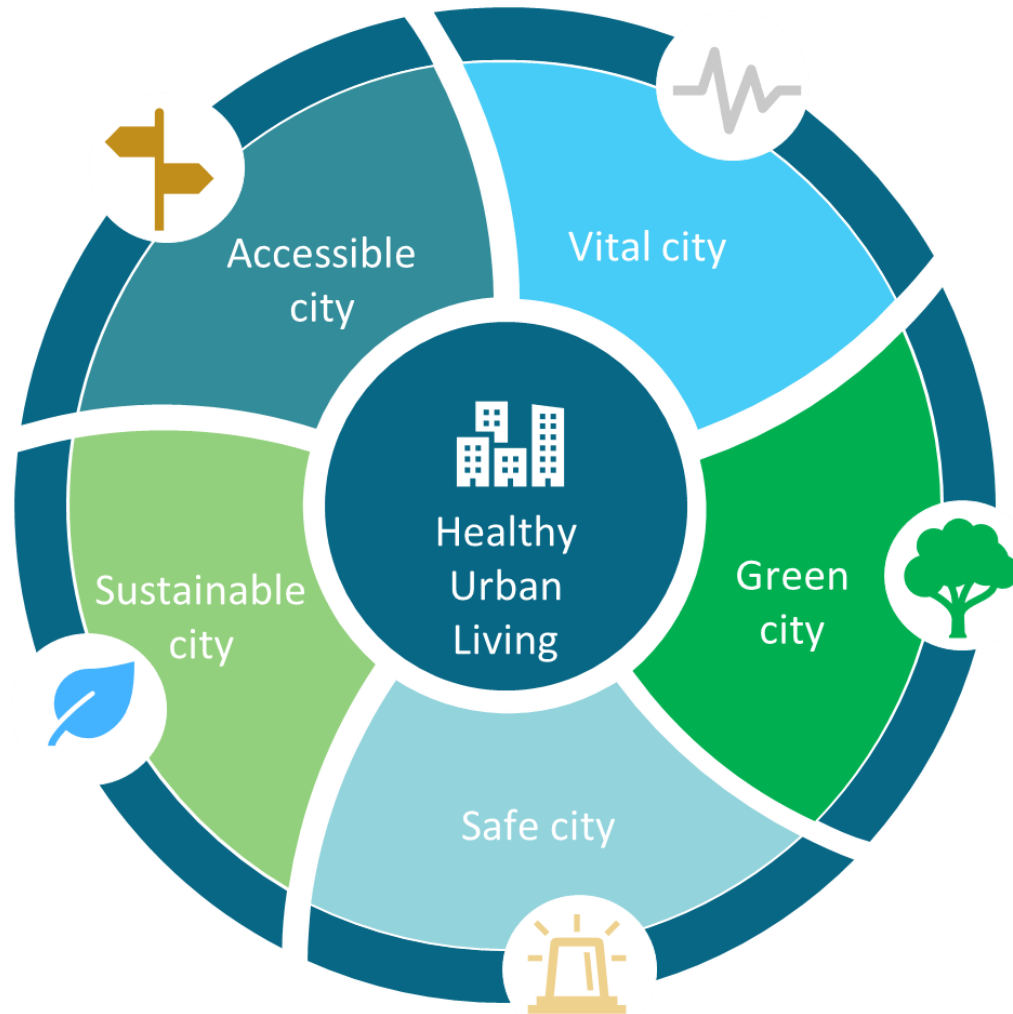 Accessible
city
Vital city
Healthy
Urban
Living
Green
city
Sustainable
city
Safe city